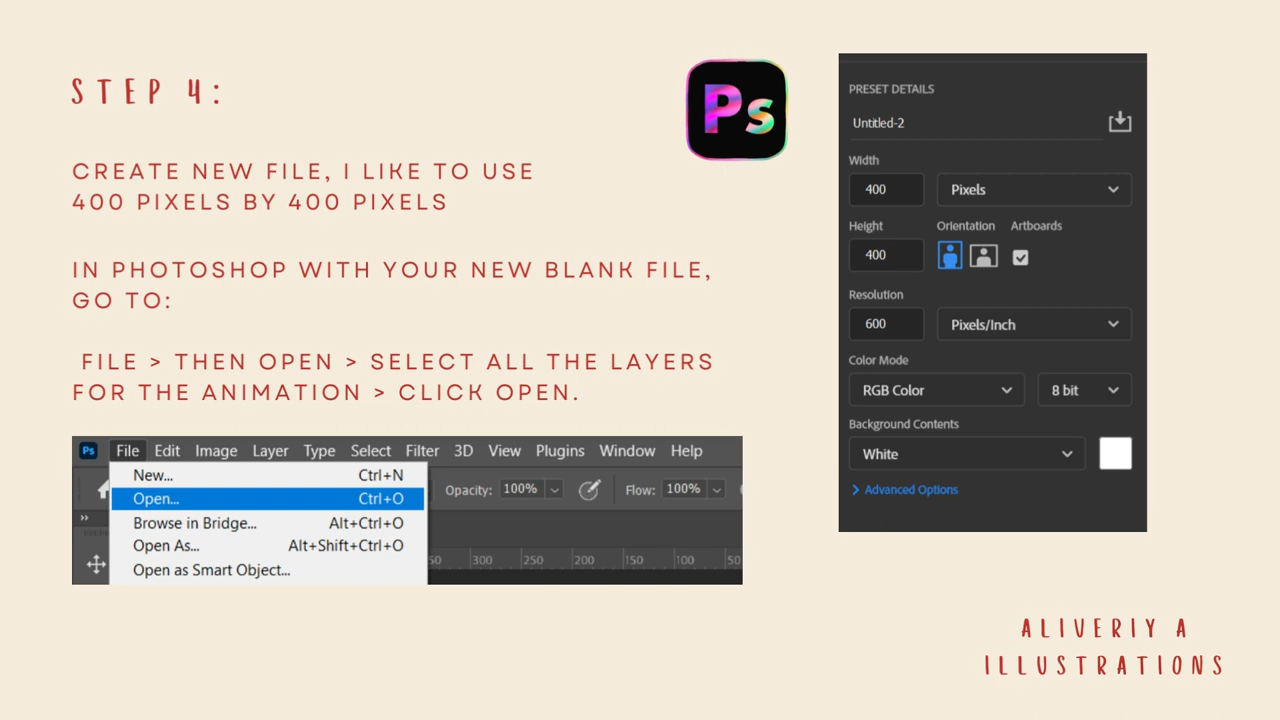 STEP 4:
CREATE NEW FILE, I LIKE TO USE
400 PIXELS BY 400 PIXELS
IN PHOTOSHOP WITH YOUR NEW BLANK FILE,
GO TO:
FILE > THEN OPEN > SELECT ALL THE LAYERS
FOR THE ANIMATION > CLICK OPEN.
Ps File Edit Image Layer Type Select Filter 3D View Plugins Window Help
New... Ctrl+N
Open... Ctrl+O
Browse in Bridge... Alt+Ctrl+O
Open As... Alt+Shift+Ctrl+O
Open as Smart Object...
Opacity: 100% Flow: 100%
50 300 250 200 150 100 50
Ps
PRESET DETAILS
Untitled-2
Width
400 Pixels
Height Orientation Artboards
400
Resolution
600 Pixels/Inch
Color Mode
RGB Color 8 bit
Background Contents
White
Advanced Options
ALIVERIY A
ILLUSTRATIONS